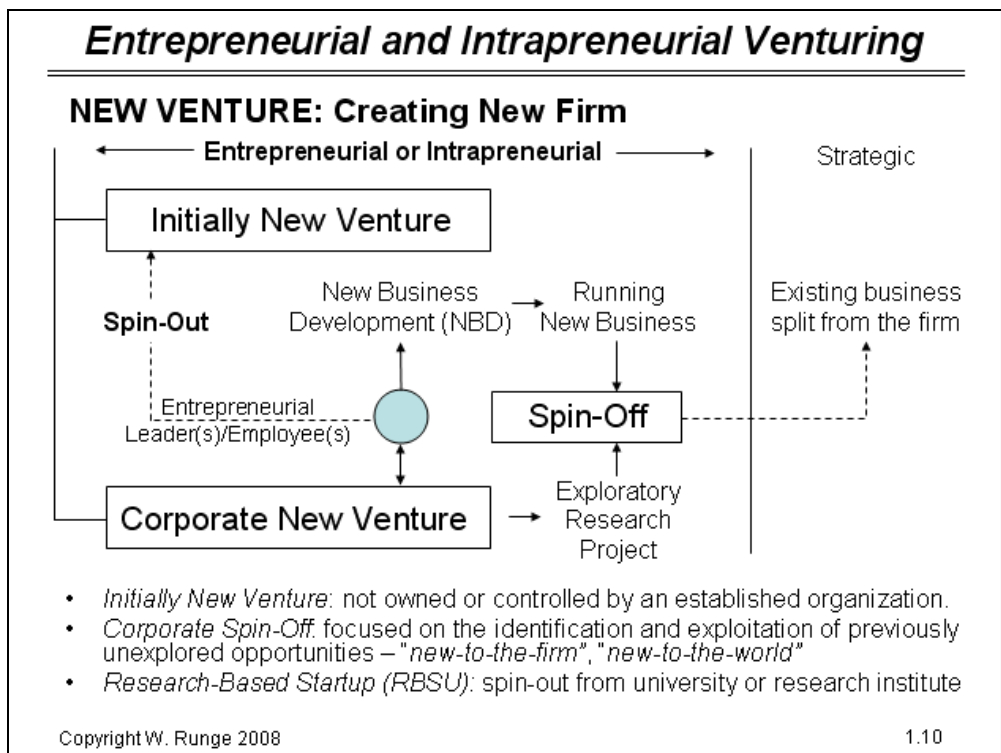 Entrepreneurial and Intrapreneurial Venturing
NEW VENTURE: Creating New Firm
Entrepreneurial or Intrapreneurial
Strategic
Initially New Venture
Spin-Out
New Business
Development (NBD)
Running
New Business
Existing business
split from the firm
Entrepreneurial
Leader(s)/Employee(s)
Spin-Off
Corporate New Venture
Exploratory
Research
Project
• Initially New Venture: not owned or controlled by an established organization.
• Corporate Spin-Off: focused on the identification and exploitation of previously
unexplored opportunities – "new-to-the-firm", "new-to-the-world"
• Research-Based Startup (RBSU): spin-out from university or research institute
Copyright W. Runge 2008
1.10